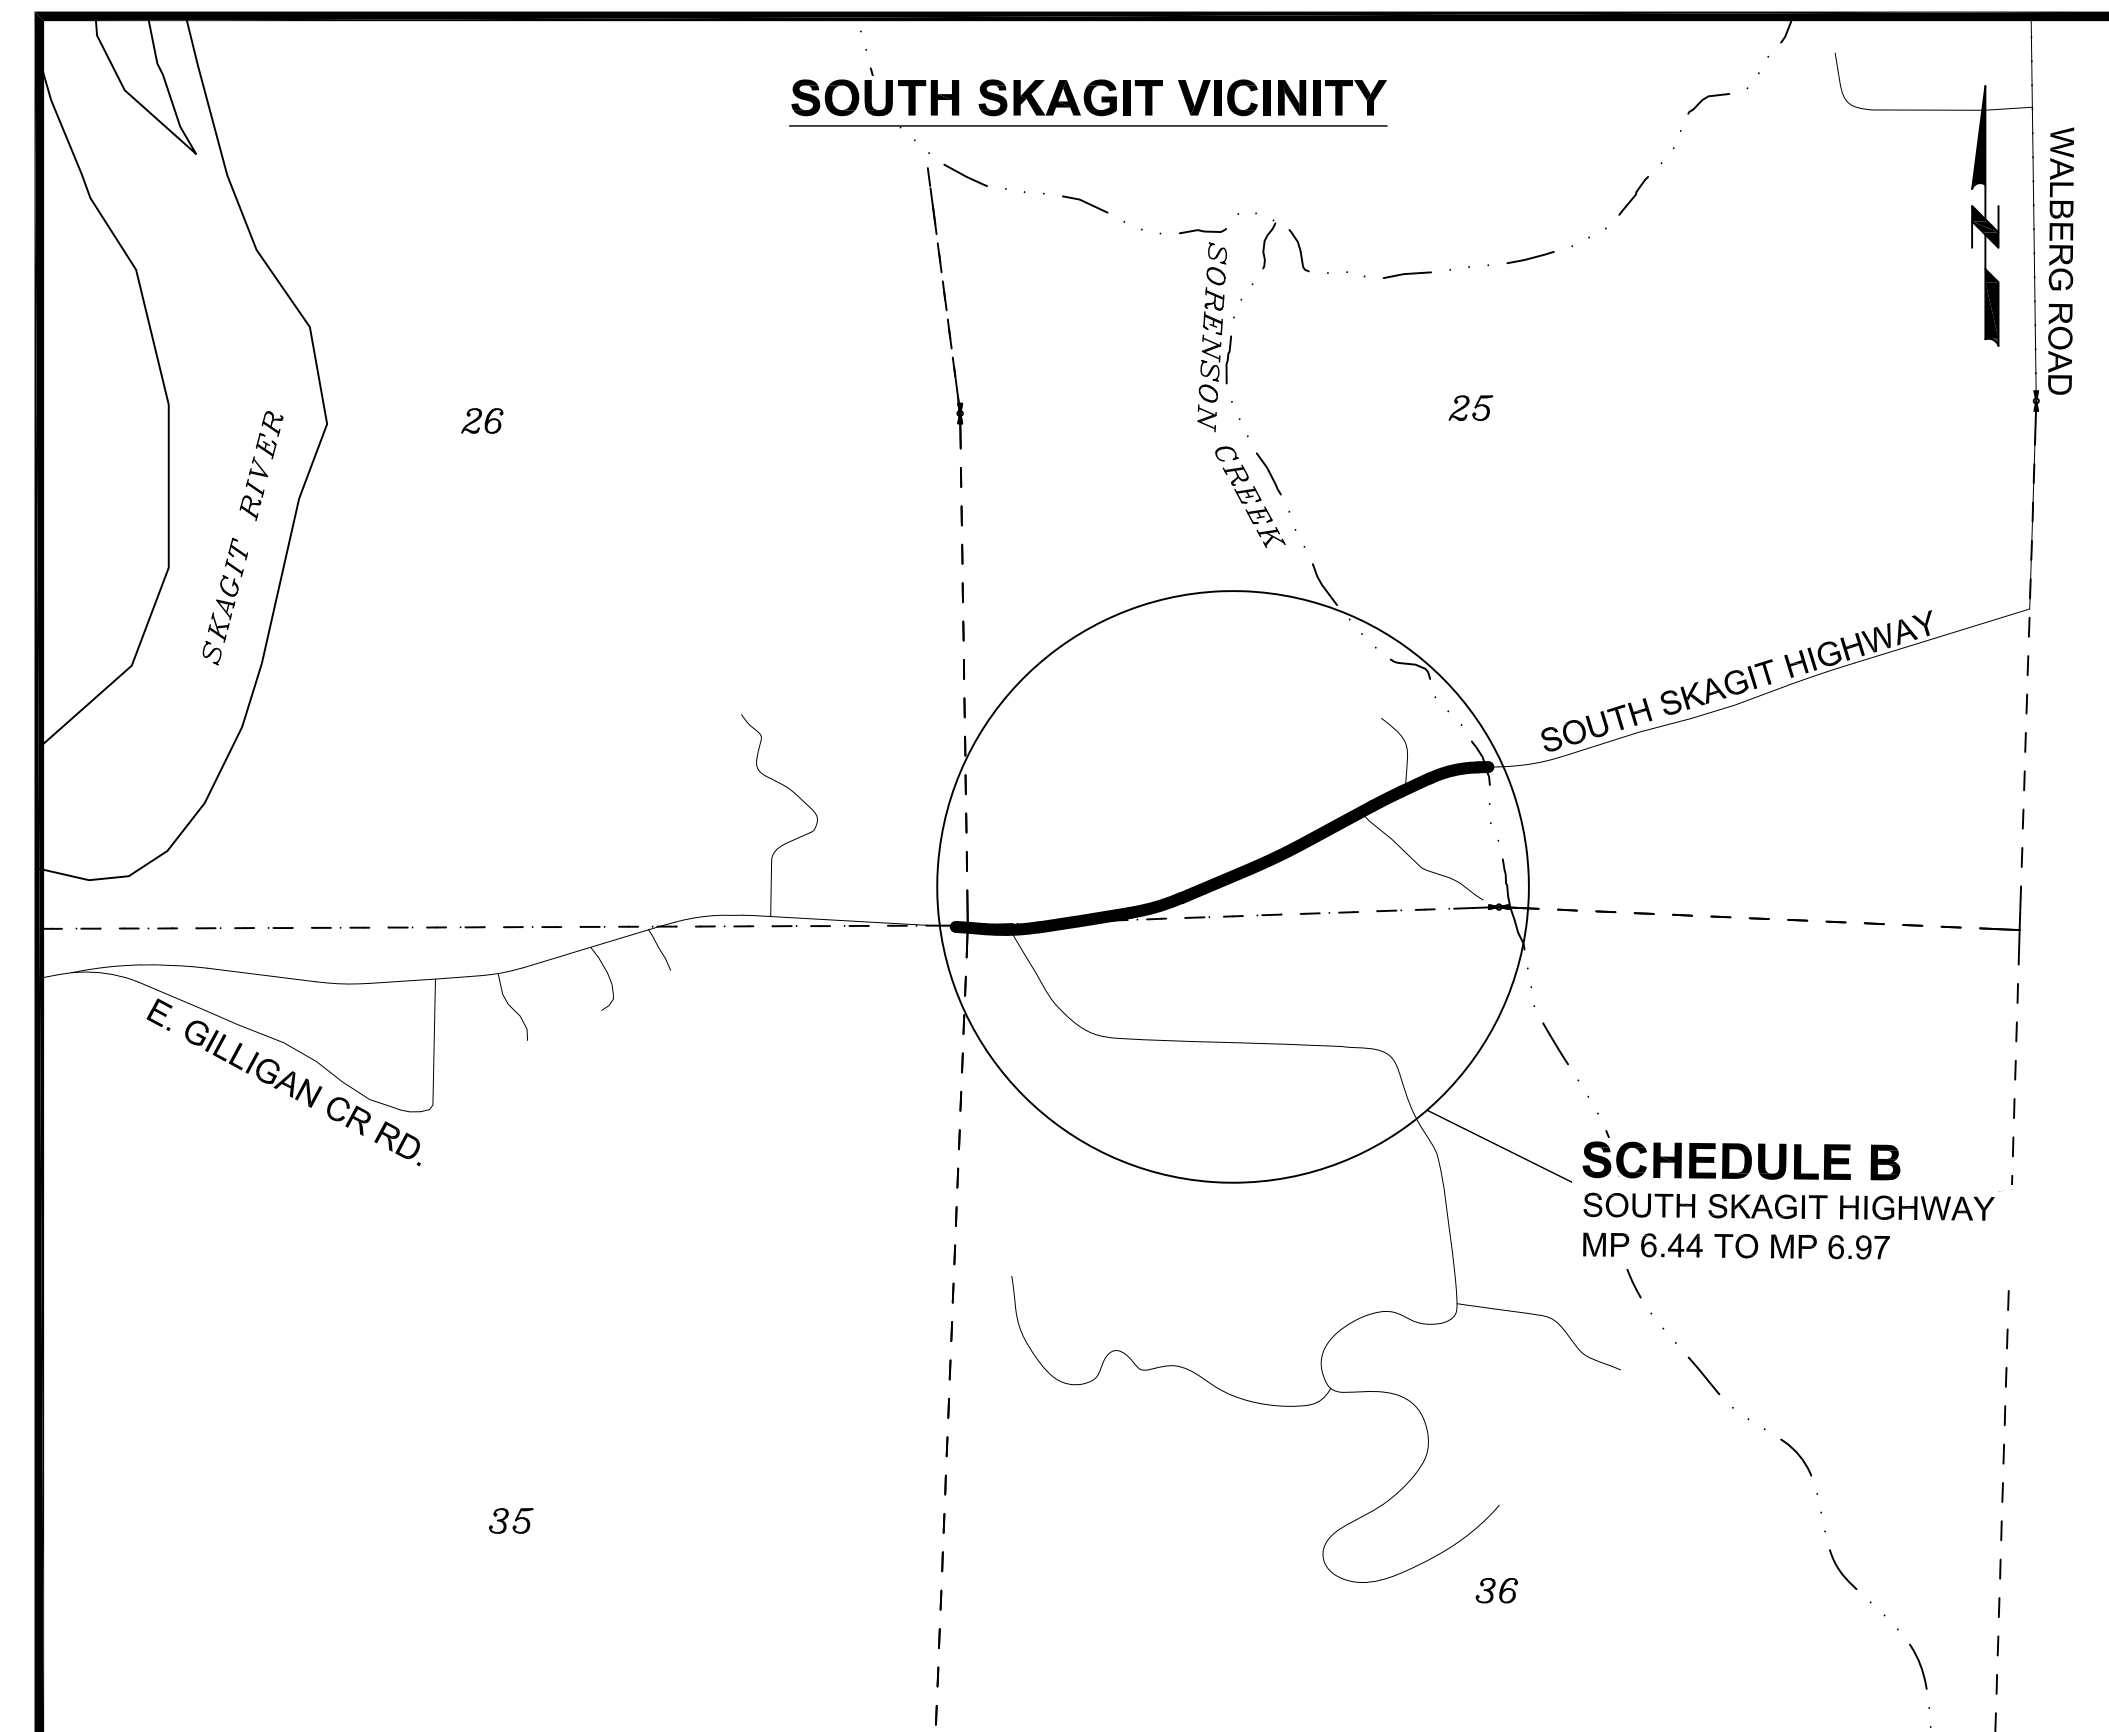 SOUTH SKAGIT VICINITY
WALBERG ROAD
N
SORENSON CREEK
26
25
SKAGIT RIVER
SOUTH SKAGIT HIGHWAY
E. GILLIGAN CR RD.
SCHEDULE B
SOUTH SKAGIT HIGHWAY
MP 6.44 TO MP 6.97
35
36